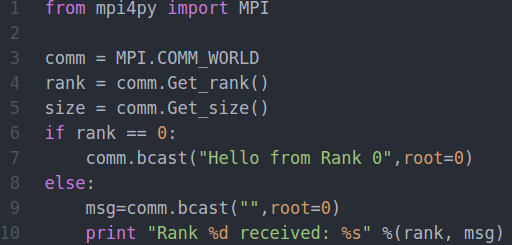 1 from mpi4py import MPI
2
3 comm = MPI.COMM_WORLD
4 rank = comm.Get_rank()
5 size = comm.Get_size()
6 if rank == 0:
7     comm.bcast("Hello from Rank 0",root=0)
8 else:
9     msg=comm.bcast("",root=0)
10     print "Rank %d received: %s" %(rank, msg)